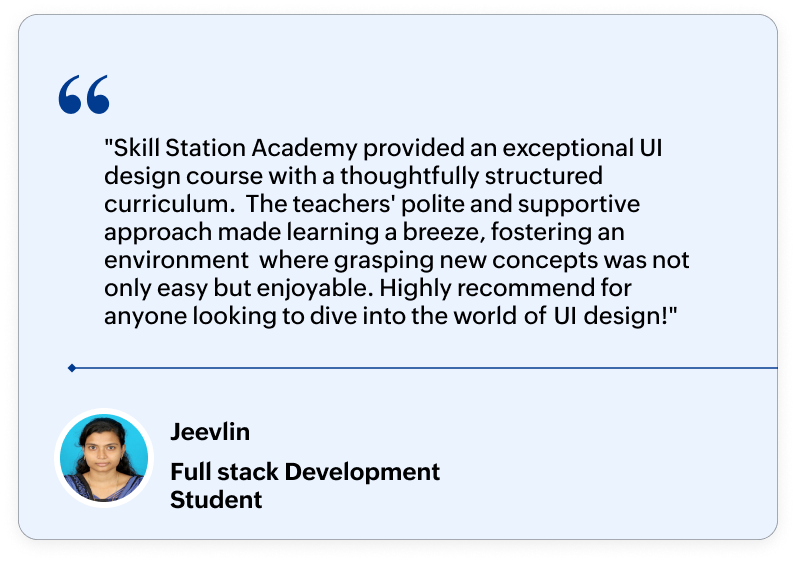 “
"Skill Station Academy provided an exceptional UI
design course with a thoughtfully structured
curriculum.  The teachers' polite and supportive
approach made learning a breeze, fostering an
environment  where grasping new concepts was not
only easy but enjoyable. Highly recommend for
anyone looking to dive into the world of UI design!"
Jeevlin
Full stack Development
Student